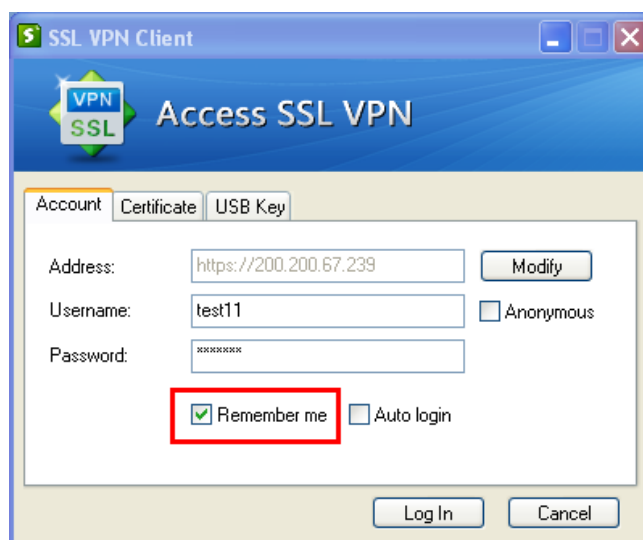 SSL VPN Client
VPN
SSL
Access SSL VPN
Account Certificate USB Key
Address: https://200.200.67.239 Modify
Username: test11 Anonymous
Password: *******
Remember me Auto login
Log In Cancel